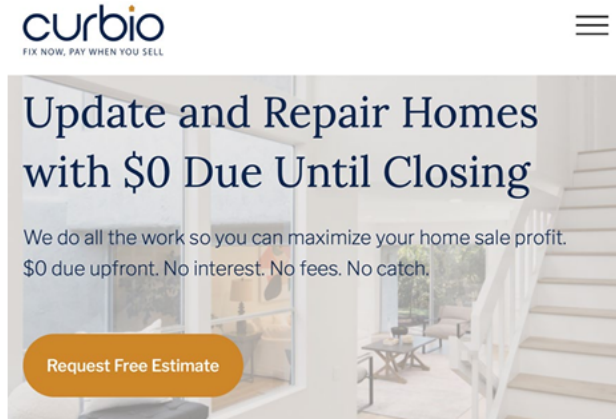 curbio
FIX NOW, PAY WHEN YOU SELL
Update and Repair Homes
with $0 Due Until Closing
We do all the work so you can maximize your home sale profit.
$0 due upfront. No interest. No fees. No catch.
Request Free Estimate